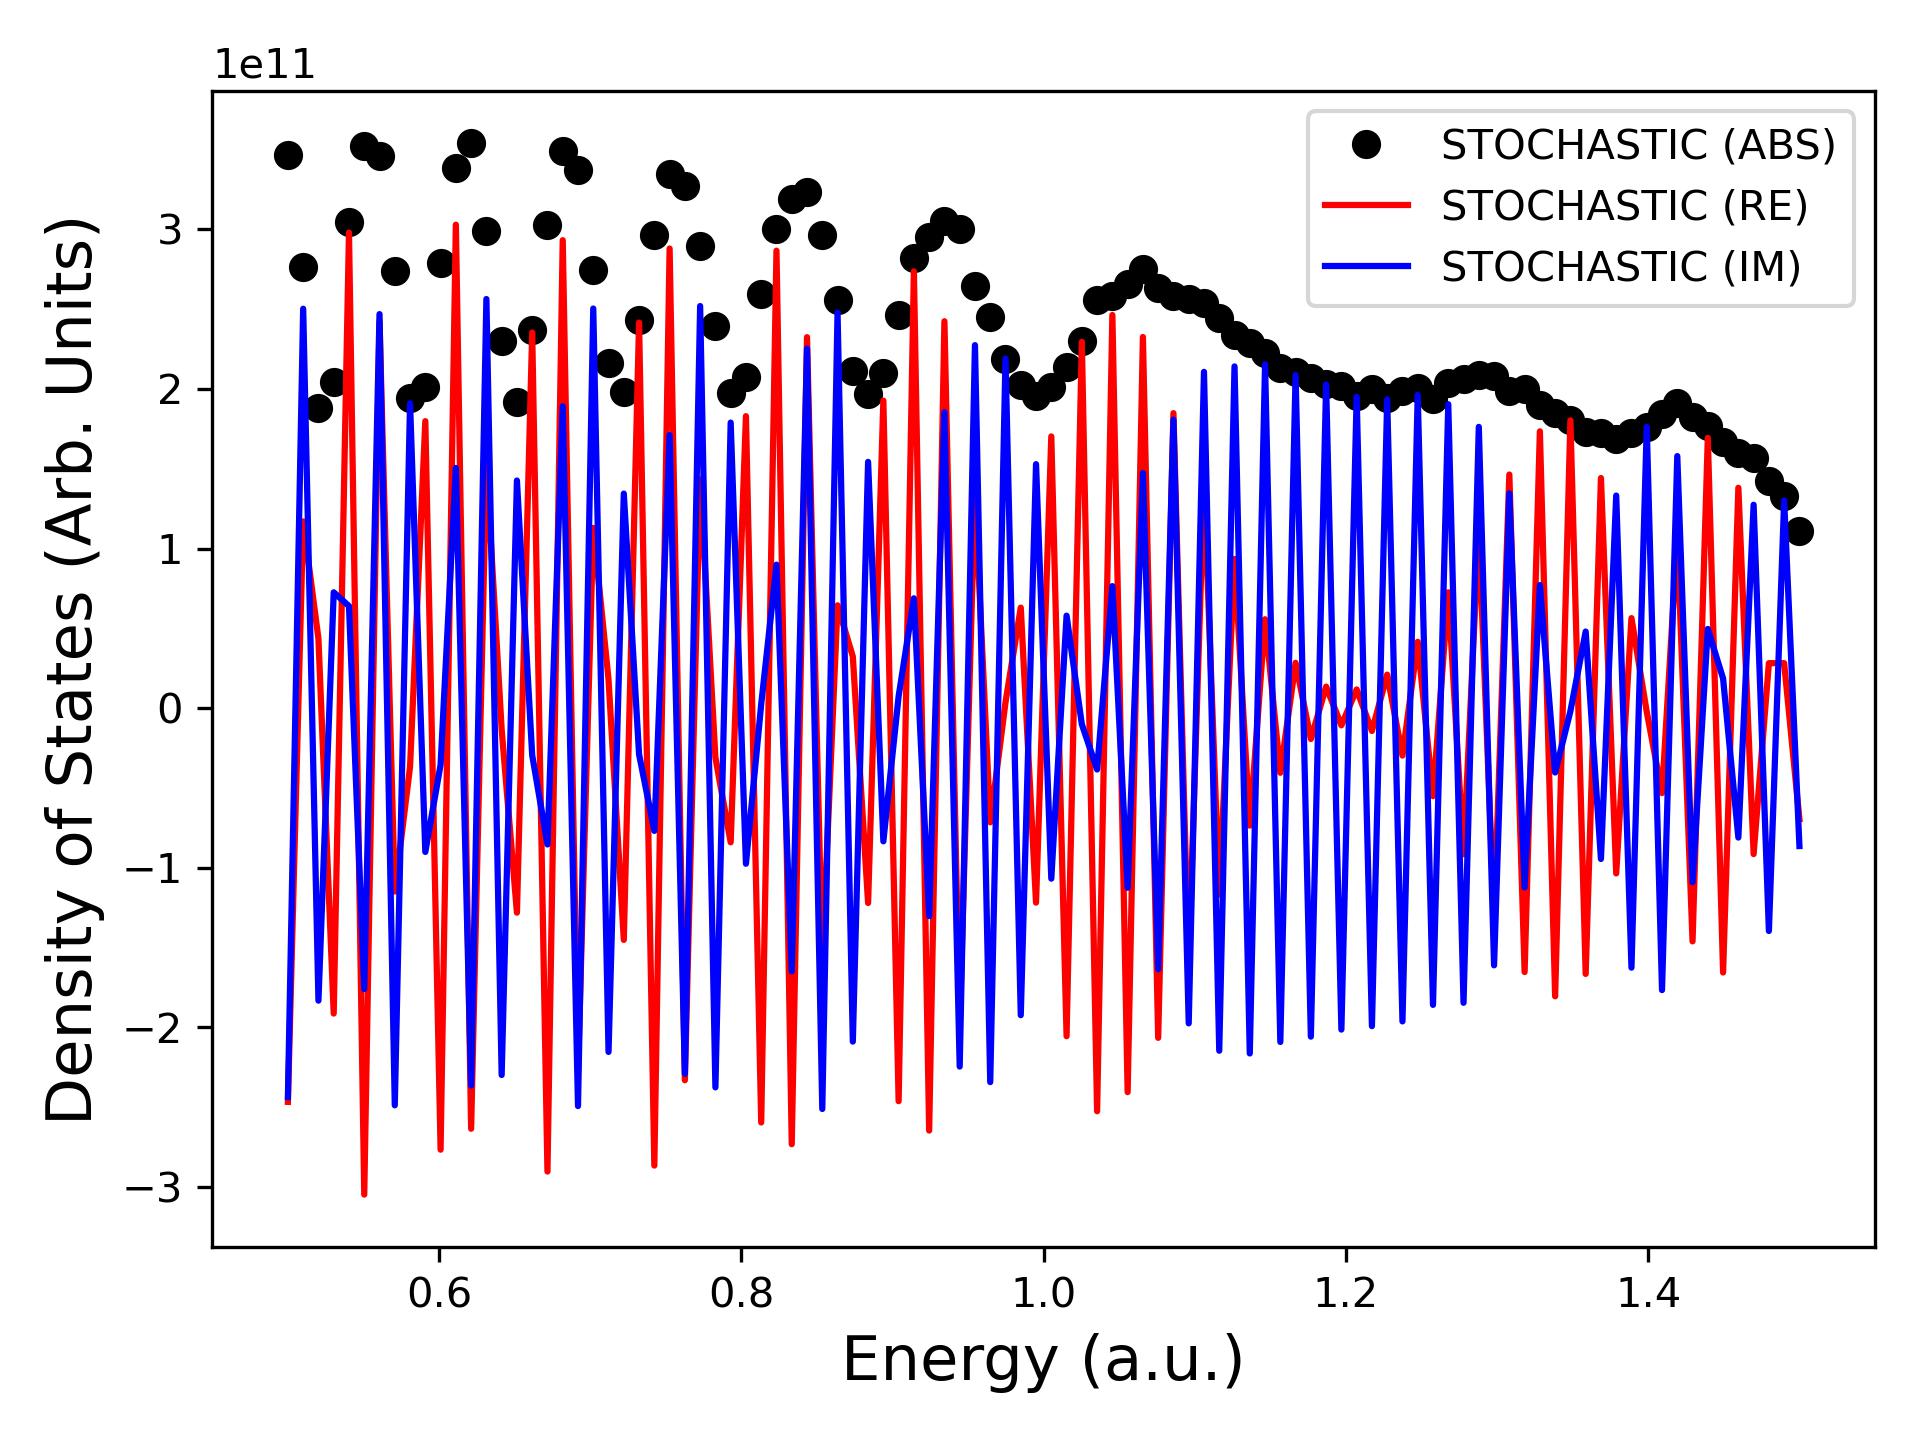 1e11
STOCHASTIC (ABS)
STOCHASTIC (RE)
STOCHASTIC (IM)
Density of States (Arb. Units)
3
2
1
0
−1
−2
−3
0.6
0.8
1.0
1.2
1.4
Energy (a.u.)